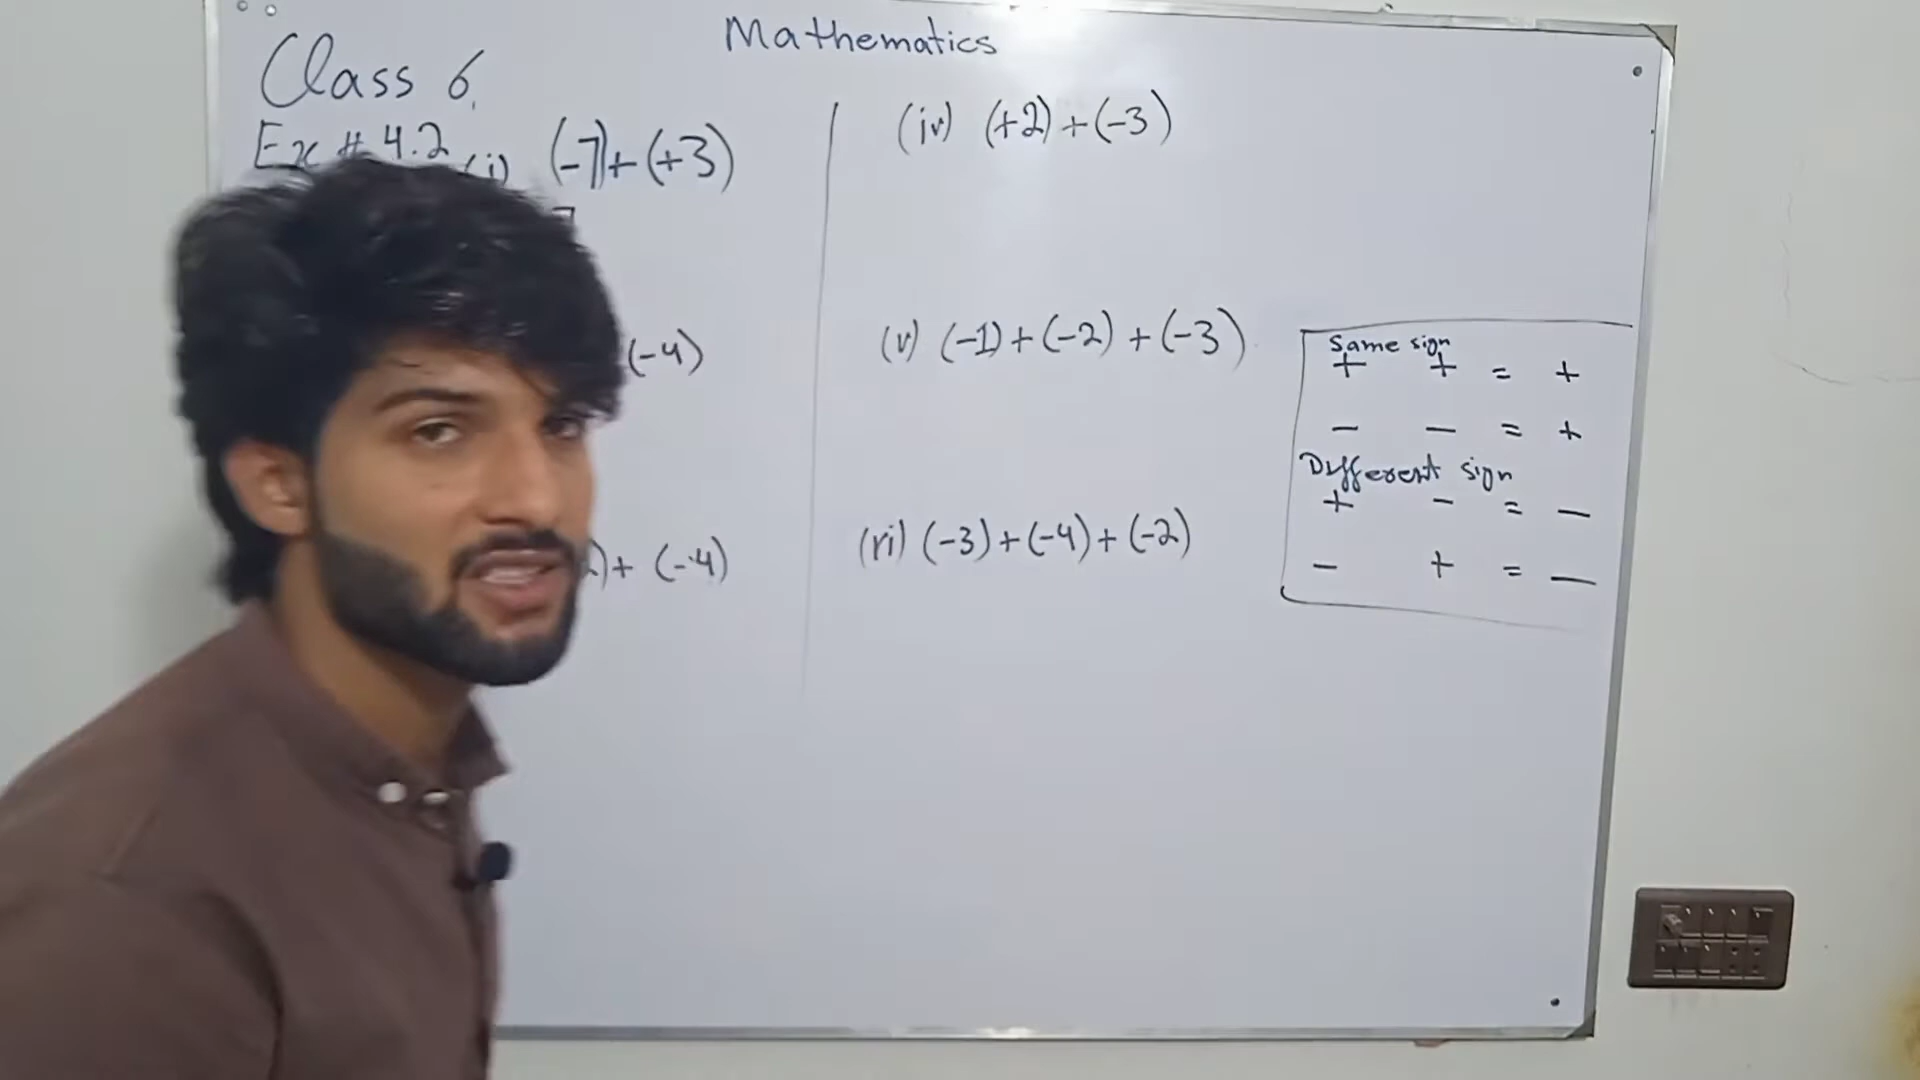 Mathematics
Class 6
Ex # 4.2
(i) (-7)+(+3)
(-4)
)+ (-4)
(iv) (+2)+(-3)
(v) (-1)+(-2)+(-3)
(vi) (-3)+(-4)+(-2)
Same sign
+ + = +
- - = +
Different sign
+ - = -
- + = -